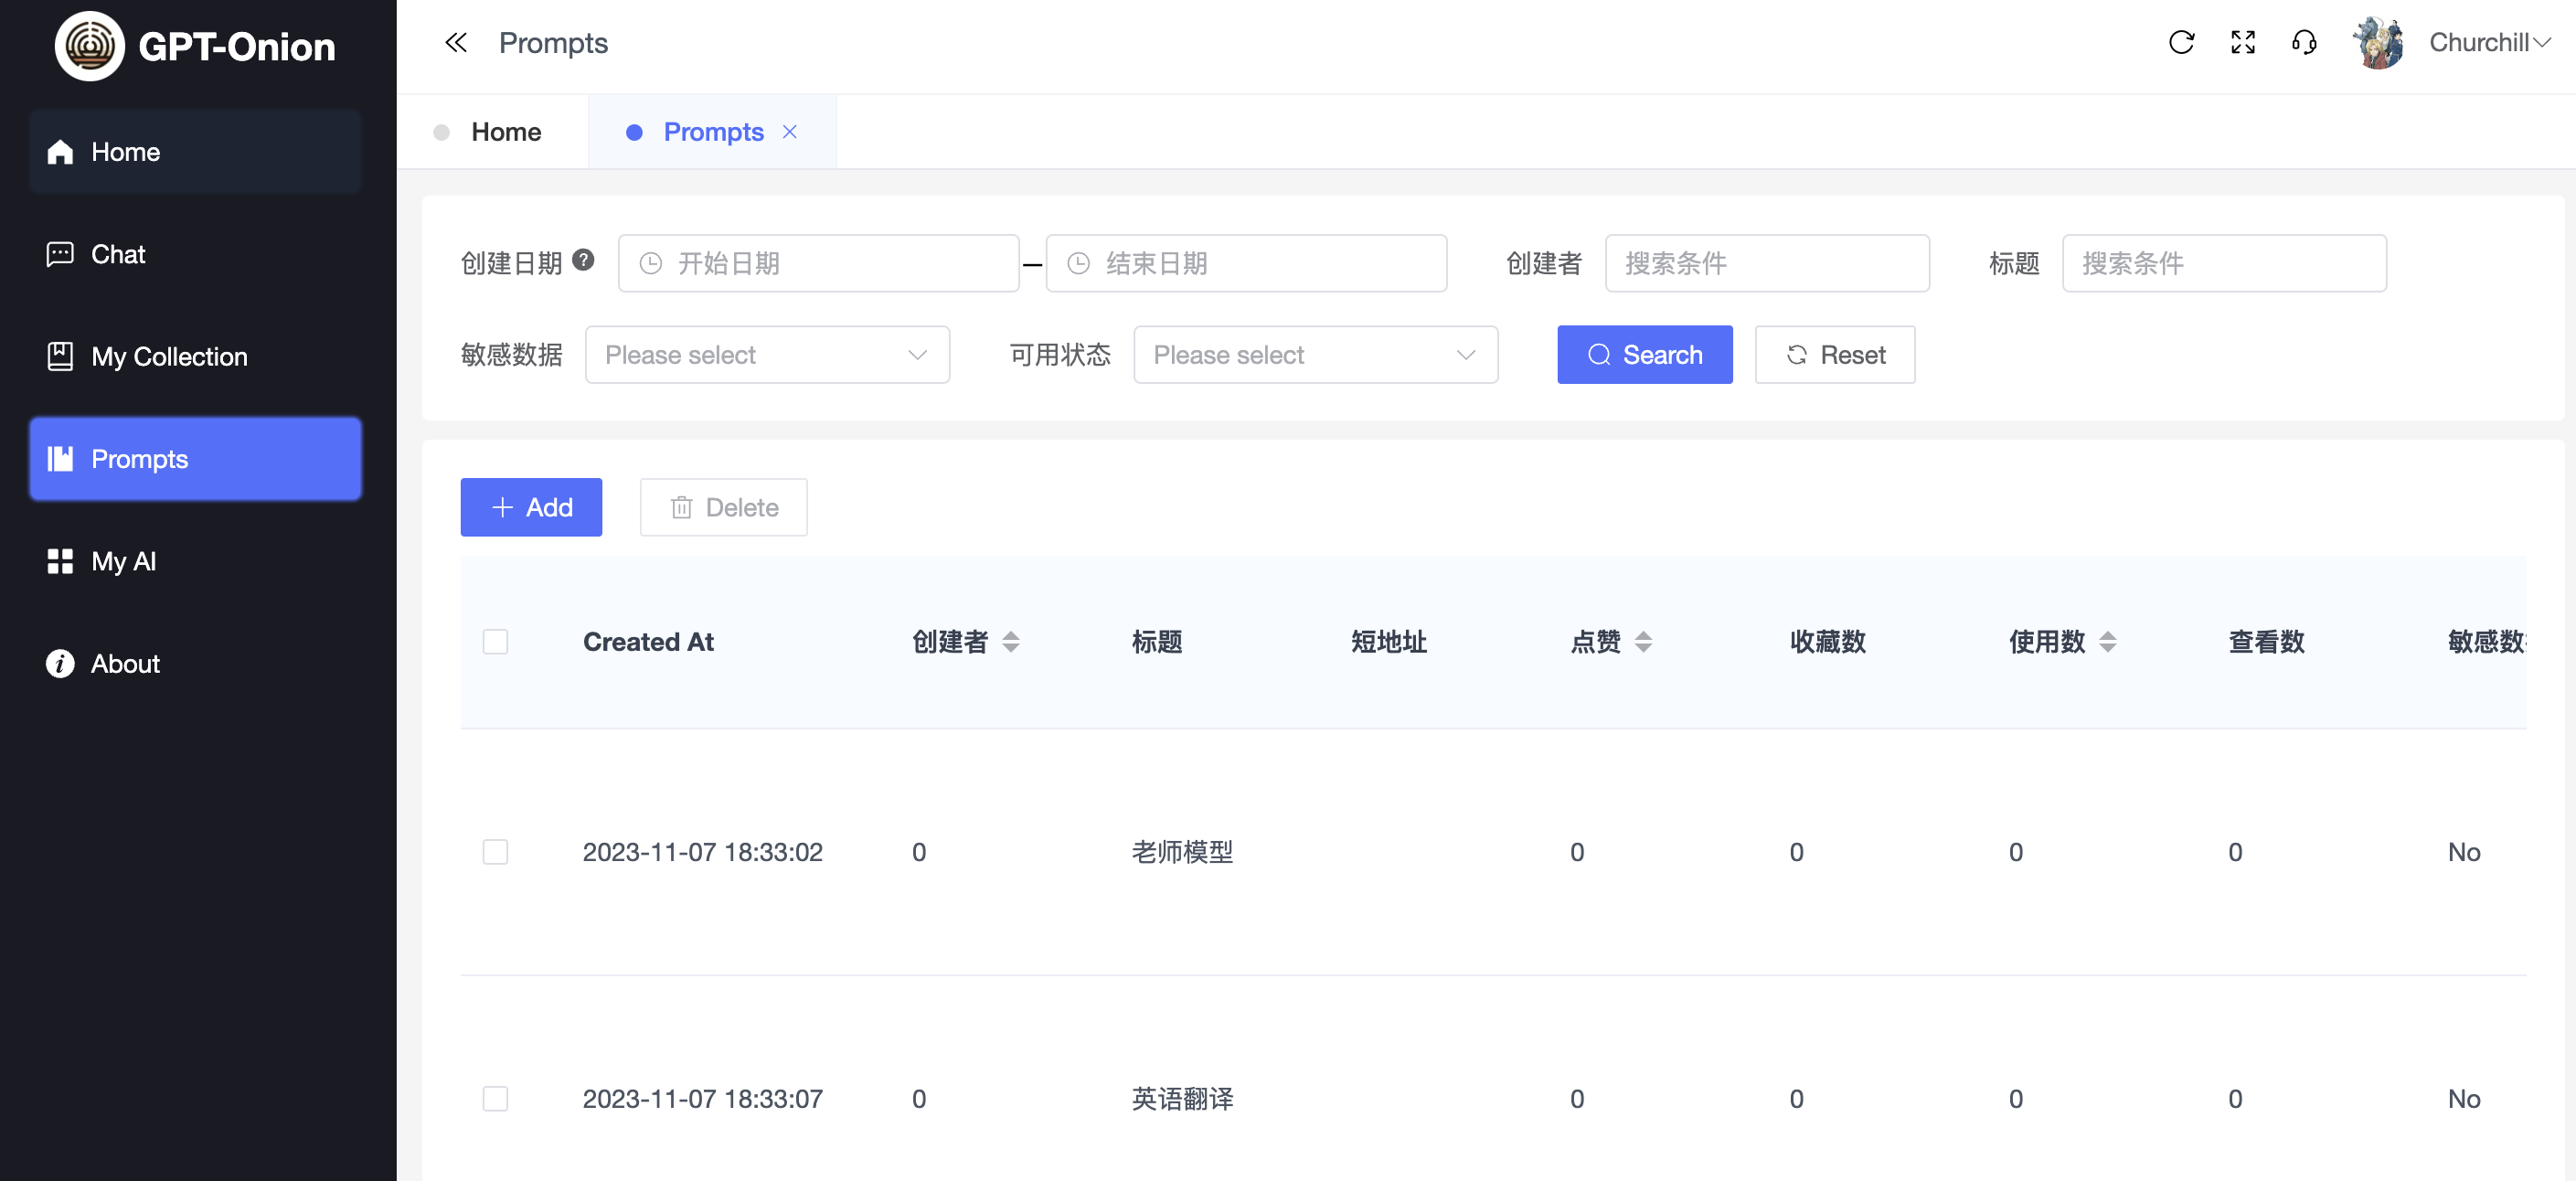 GPT-Onion
Home
Chat
My Collection
Prompts
My AI
About
Prompts
Churchill
Home
Prompts
创建日期 开始日期 结束日期 创建者 搜索条件 标题 搜索条件
敏感数据 Please select 可用状态 Please select Search Reset
Add Delete
Created At 创建者 标题 短地址 点赞 收藏数 使用数 查看数 敏感数
2023-11-07 18:33:02 0 老师模型 0 0 0 0 No
2023-11-07 18:33:07 0 英语翻译 0 0 0 0 No